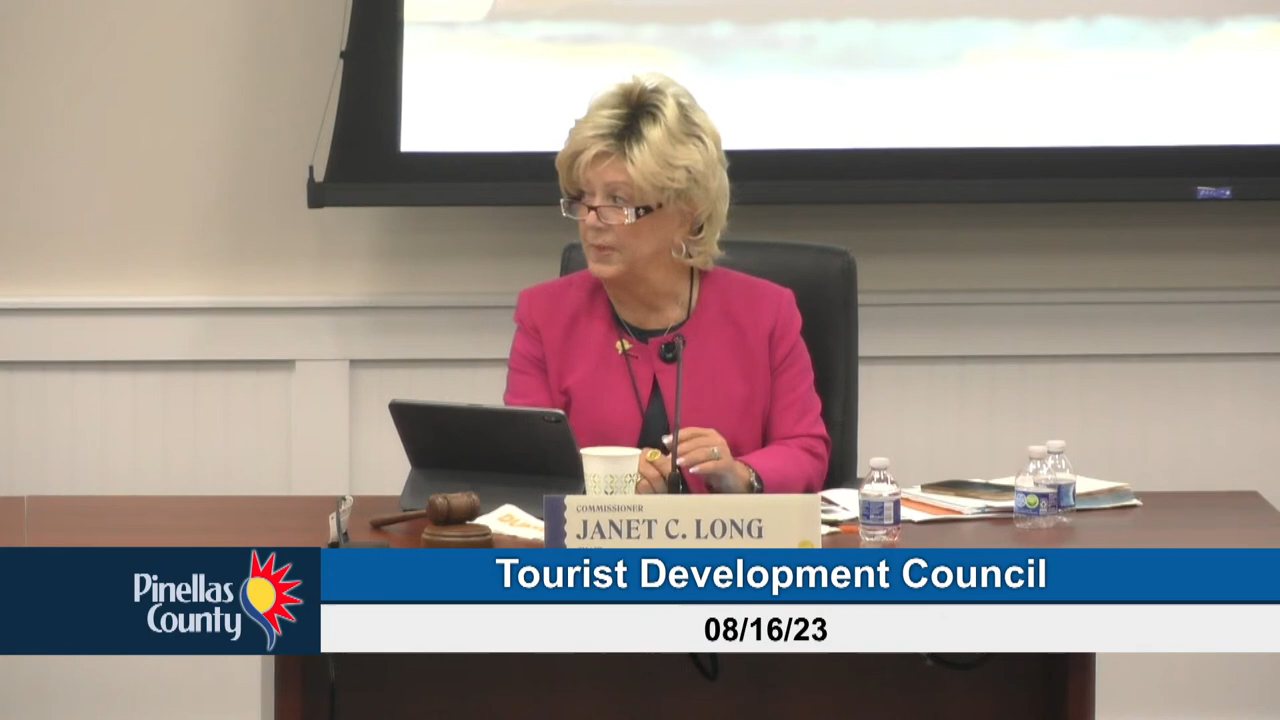 COMMISSIONER
JANET C. LONG
Pinellas
County
Tourist Development Council
08/16/23